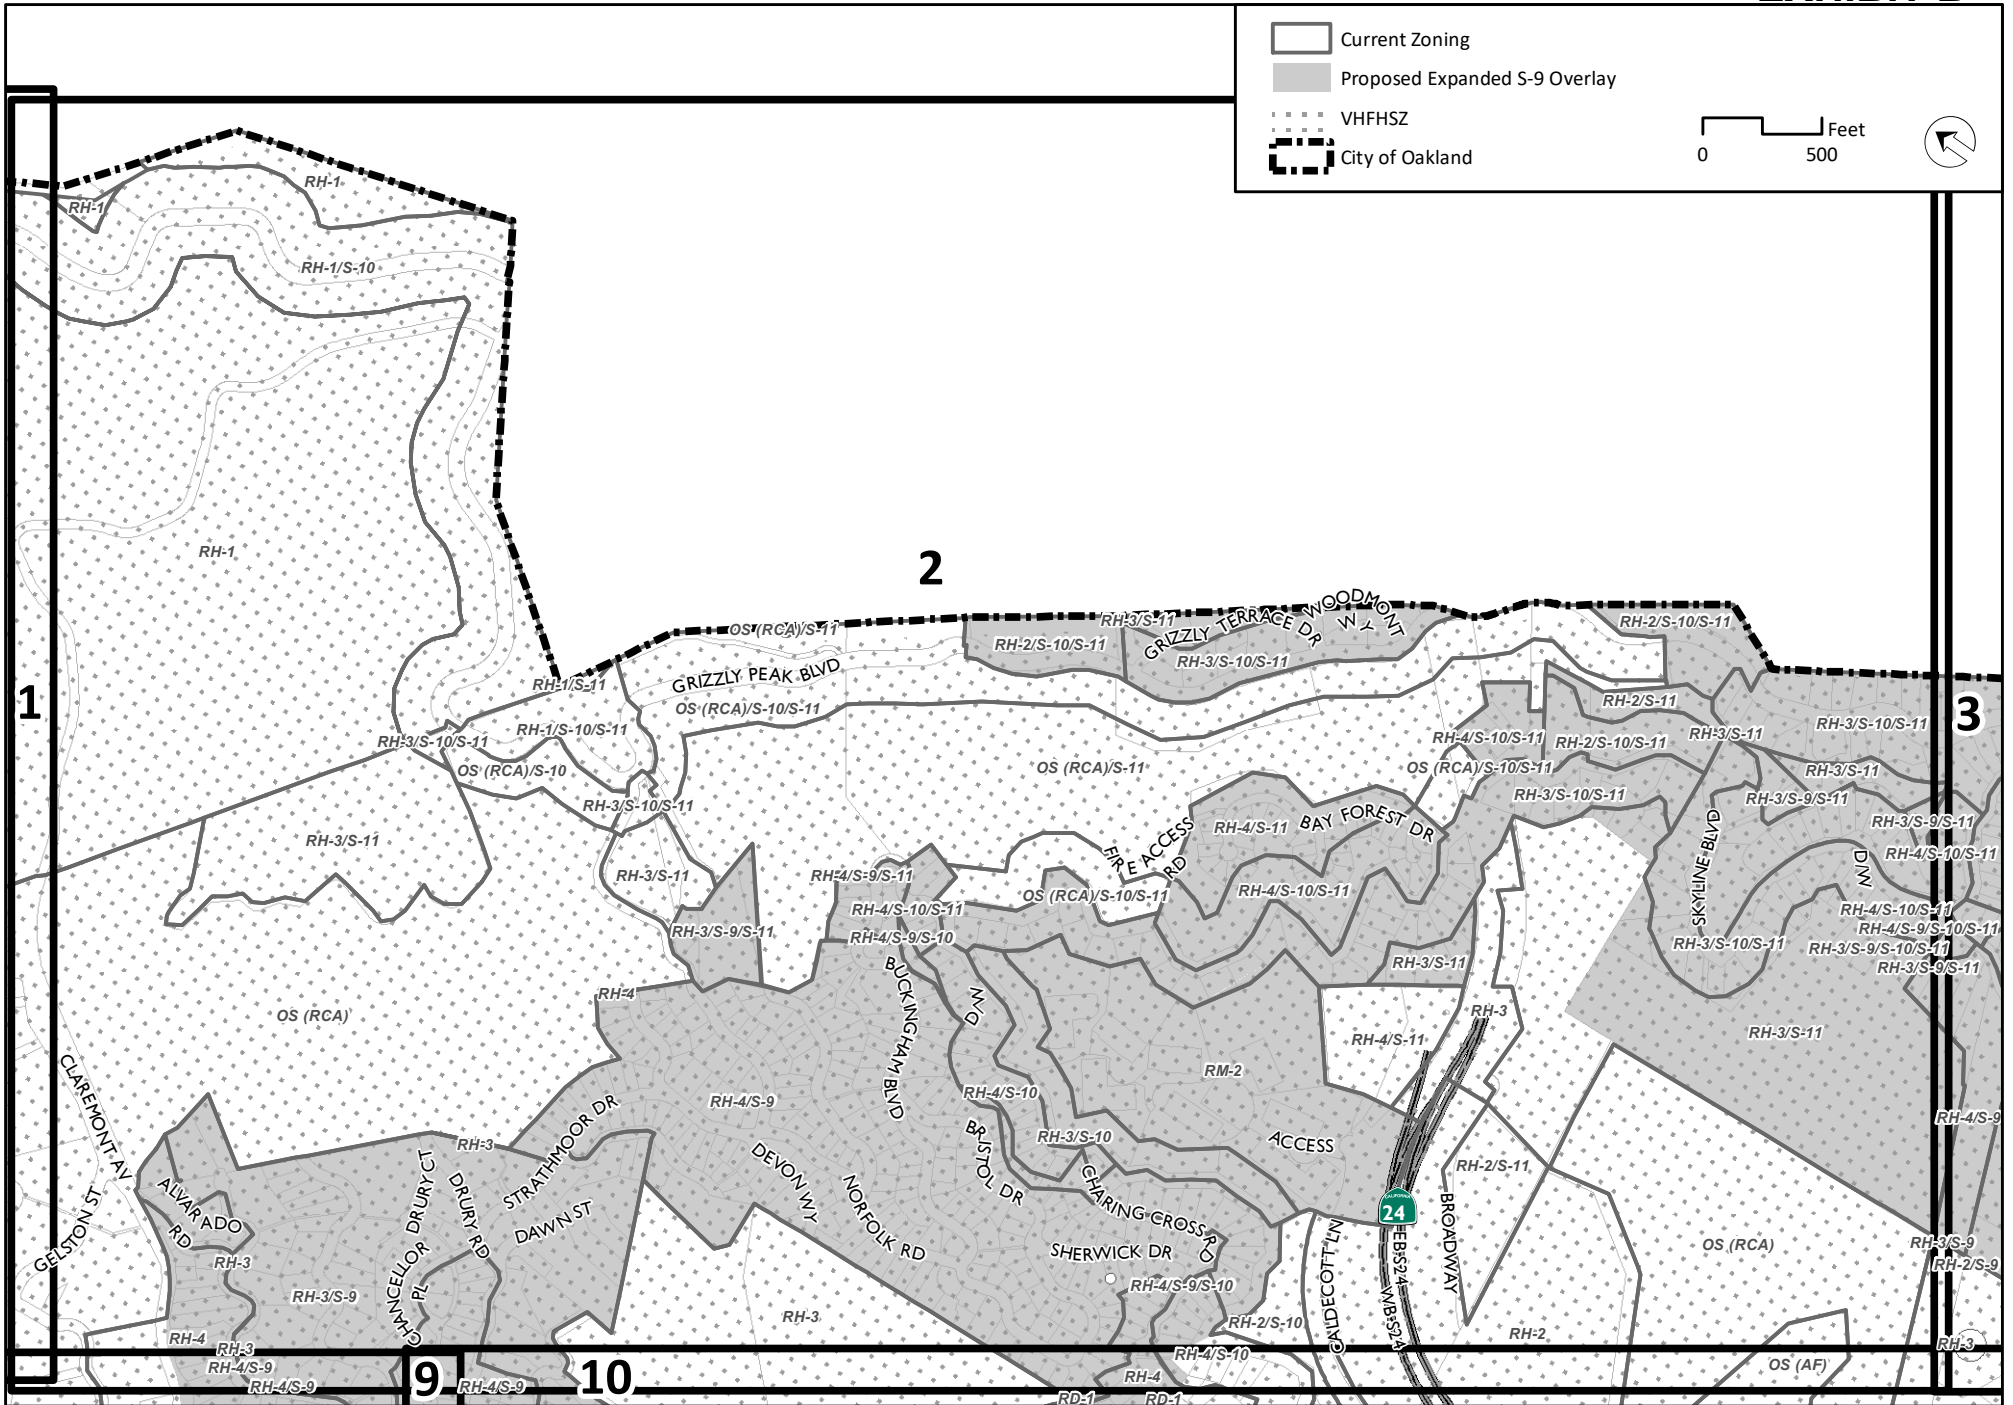 Current Zoning
Proposed Expanded S-9 Overlay
VHFHSZ
City of Oakland
Feet
0
500
RH-1
RH-1
RH-1/S-10
RH-1
2
1
3
OS (RCA)/S-11
RH-3/S-11
WOODMONT
WY
GRIZZLY TERRACE DR
RH-2/S-10/S-11
RH-2/S-10/S-11
RH-3/S-10/S-11
GRIZZLY PEAK BLVD
RH-1/S-11
OS (RCA)/S-10/S-11
RH-2/S-11
RH-1/S-10/S-11
RH-3/S-10/S-11
RH-4/S-10/S-11
RH-2/S-10/S-11
RH-3/S-11
RH-3/S-10/S-11
OS (RCA)/S-10
OS (RCA)/S-11
OS (RCA)/S-10/S-11
RH-3/S-11
RH-3/S-10/S-11
RH-3/S-10/S-11
RH-3/S-9/S-11
RH-3/S-11
RH-4/S-11
BAY FOREST DR
RH-3/S-9/S-11
SKYLINE BLVD
FIRE ACCESS
RD
RH-4/S-10/S-11
D/W
RH-3/S-11
RH-4/S-9/S-11
OS (RCA)/S-10/S-11
RH-4/S-10/S-11
RH-4/S-10/S-11
RH-4/S-10/S-11
RH-3/S-9/S-11
RH-4/S-9/S-10
RH-4/S-9/S-10/S-11
RH-3/S-10/S-11
RH-3/S-9/S-10/S-11
RH-3/S-11
RH-3/S-9/S-11
RH-4
BUCKINGHAM BLVD
D/W
OS (RCA)
RH-3
RH-4/S-11
RH-3/S-11
RM-2
CLAREMONT AV
RH-4/S-9
RH-4/S-10
RH-4/S-9
STRATHMOOR DR
BRISTOL DR
RH-3/S-10
ACCESS
RH-3
DRURY CT
DRURY RD
DEVON WY
CHARING CROSS RD
RH-2/S-11
GELSTON ST
ALVARADO
RD
DAWN ST
NORFOLK RD
24
BROADWAY
CALDECOTT LN
SHERWICK DR
OS (RCA)
RH-3/S-9
RH-2/S-9
RH-3
CHANCELLOR
PL
RH-3/S-9
RH-4/S-9/S-10
EB S24
WB S24
RH-3
RH-2/S-10
RH-2
RH-4
RH-3
RH-3
RH-4/S-10
OS (AF)
RH-4/S-9
RH-4/S-9
9
RH-4/S-9
10
RH-4
RD-1
RD-1